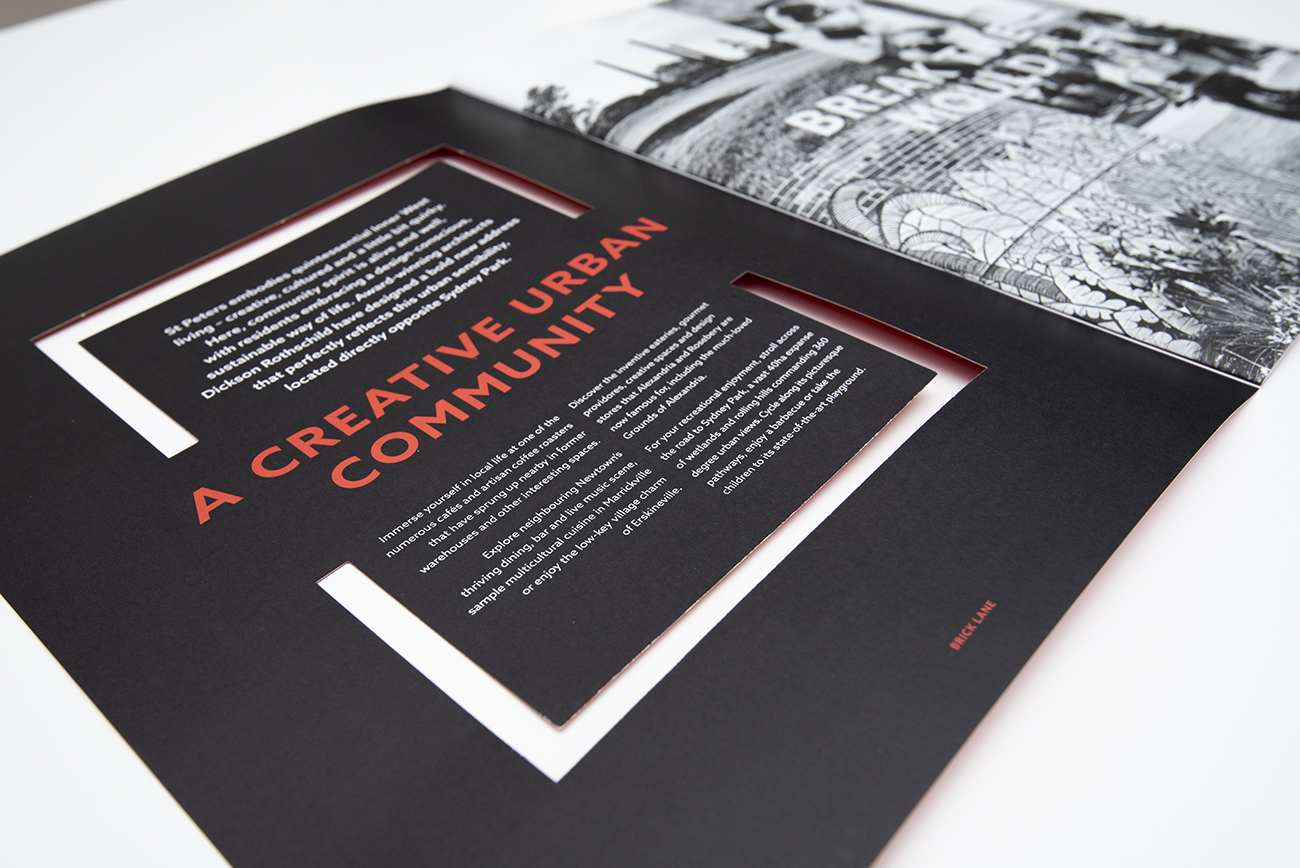 BREAK THE
MOULD
St Peters embodies quintessential Inner West
living – creative, cultured and a little bit quirky.
Here, community spirit is alive and well,
with residents embracing a design-conscious,
sustainable way of life. Award-winning architects
Dickson Rothschild have designed a bold new address
that perfectly reflects this urban sensibility,
located directly opposite Sydney Park.
A CREATIVE URBAN
COMMUNITY
Immerse yourself in local life at one of the
numerous cafés and artisan coffee roasters
that have sprung up nearby in former
warehouses and other interesting spaces.
Explore neighbouring Newtown's
thriving dining, bar and live music scene,
sample multicultural cuisine in Marrickville
or enjoy the low-key village charm
of Erskineville.
Discover the inventive eateries, gourmet
providores, creative spaces and design
stores that Alexandria and Rosebery are
now famous for, including the much-loved
Grounds of Alexandria.
For your recreational enjoyment, stroll across
the road to Sydney Park, a vast 40ha expanse
of wetlands and rolling hills commanding 360
degree urban views. Cycle along its picturesque
pathways, enjoy a barbecue or take the
children to its state-of-the-art playground.
BRICK LANE